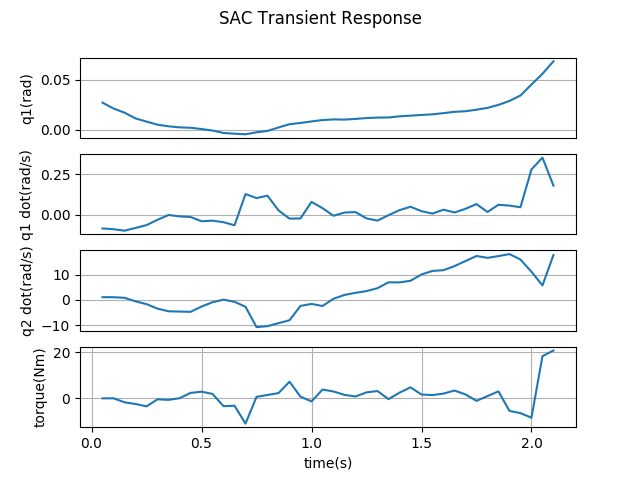 SAC Transient Response
q1(rad)
0.05
0.00
q1 dot(rad/s)
0.25
0.00
q2 dot(rad/s)
10
0
−10
torque(Nm)
20
0
0.0 0.5 1.0 1.5 2.0
time(s)